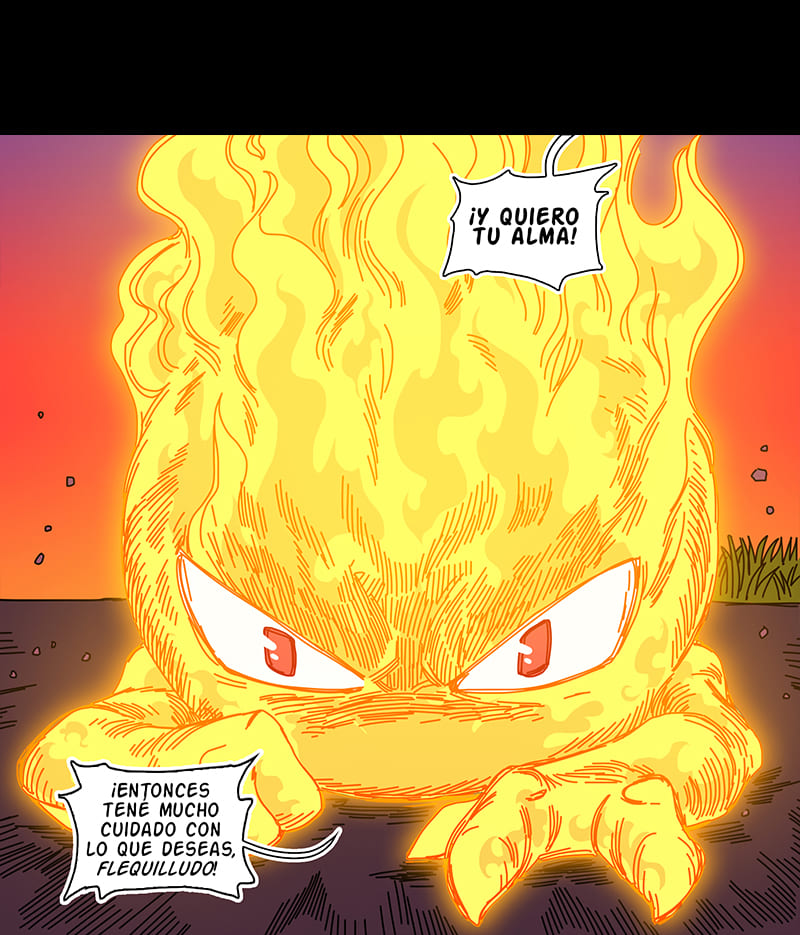 ¡Y QUIERO
TU ALMA!
¡ENTONCES
TENÉ MUCHO
CUIDADO CON
LO QUE DESEAS,
FLEQUILLUDO!